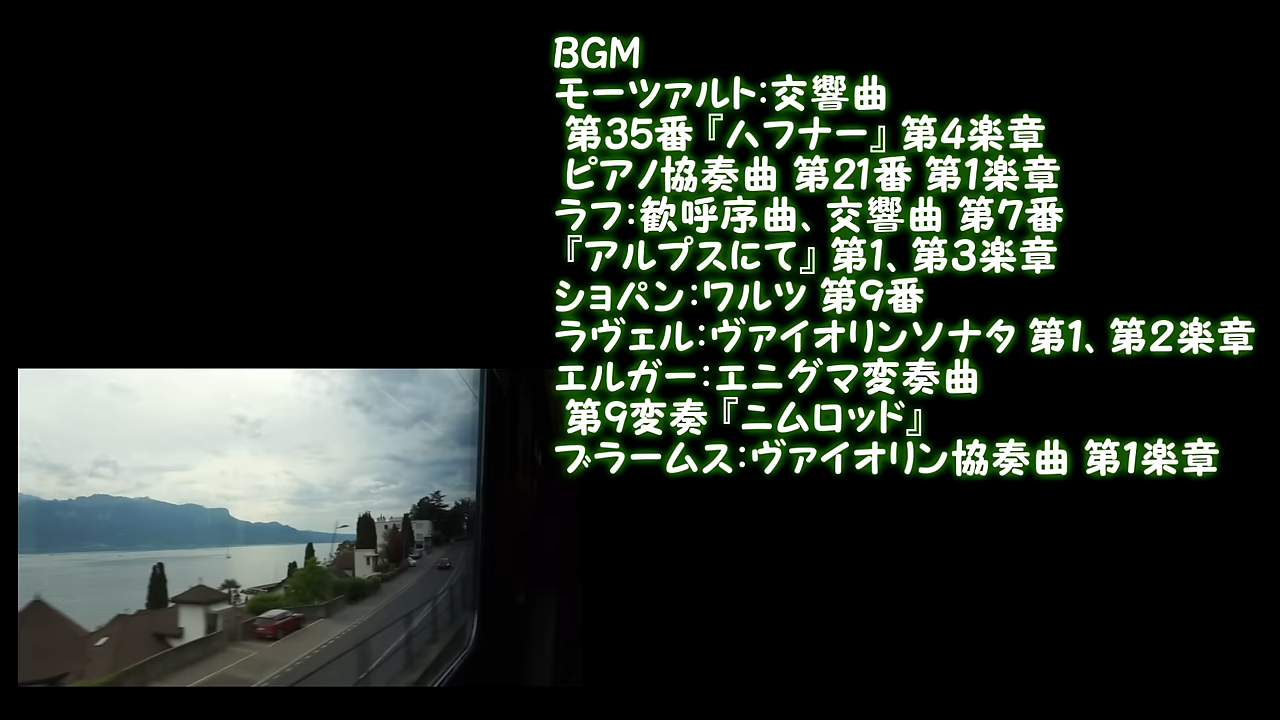 BGM
モーツァルト:交響曲
第35番『ハフナー』第4楽章
ピアノ協奏曲 第21番 第1楽章
ラフ:歓呼序曲、交響曲 第7番
『アルプスにて』第1、第3楽章
ショパン:ワルツ 第9番
ラヴェル:ヴァイオリンソナタ 第1、第2楽章
エルガー:エニグマ変奏曲
第9変奏『ニムロッド』
ブラームス:ヴァイオリン協奏曲 第1楽章